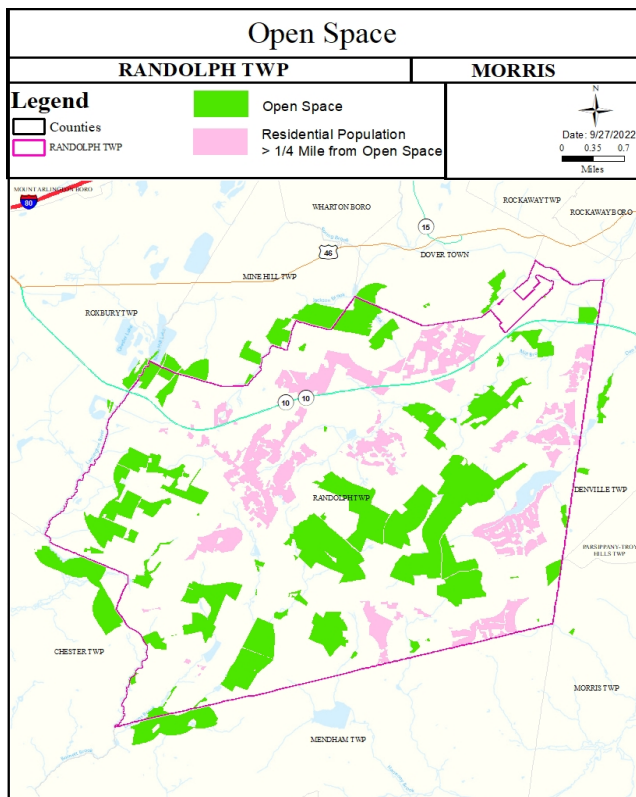 Open Space
RANDOLPH TWP
MORRIS
Legend
Counties
RANDOLPH TWP
Open Space
Residential Population
> 1/4 Mile from Open Space
N
Date: 9/27/2022
0 0.35 0.7
Miles
MOUNT ARLINGTON BORO
80
WHARTON BORO
ROCKAWAY TWP
ROCKAWAY BORO
15
46
DOVER TOWN
MINE HILL TWP
ROXBURY TWP
10
10
RANDOLPH TWP
DENVILLE TWP
PARSIPPANY-TROY
HILLS TWP
CHESTER TWP
MORRIS TWP
MENDHAM TWP